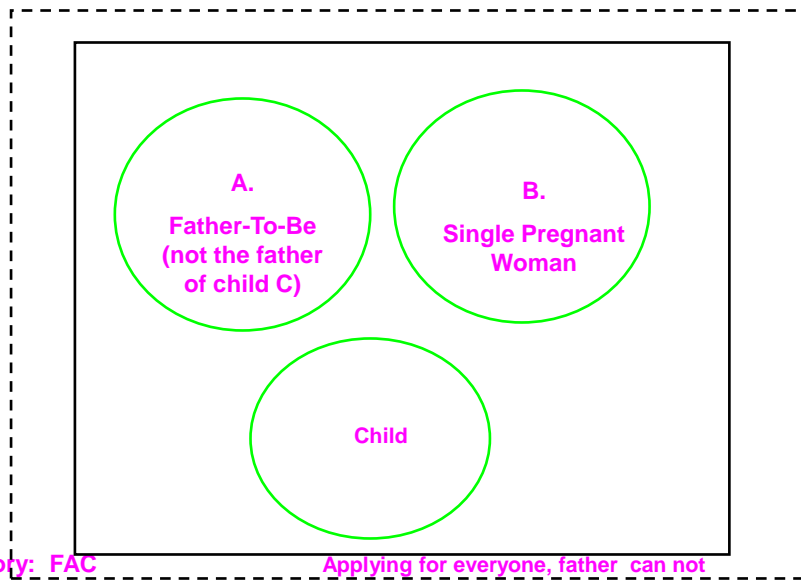 A.
Father-To-Be
(not the father
of child C)
B.
Single Pregnant
Woman
Child
ory: FAC
Applying for everyone, father can not